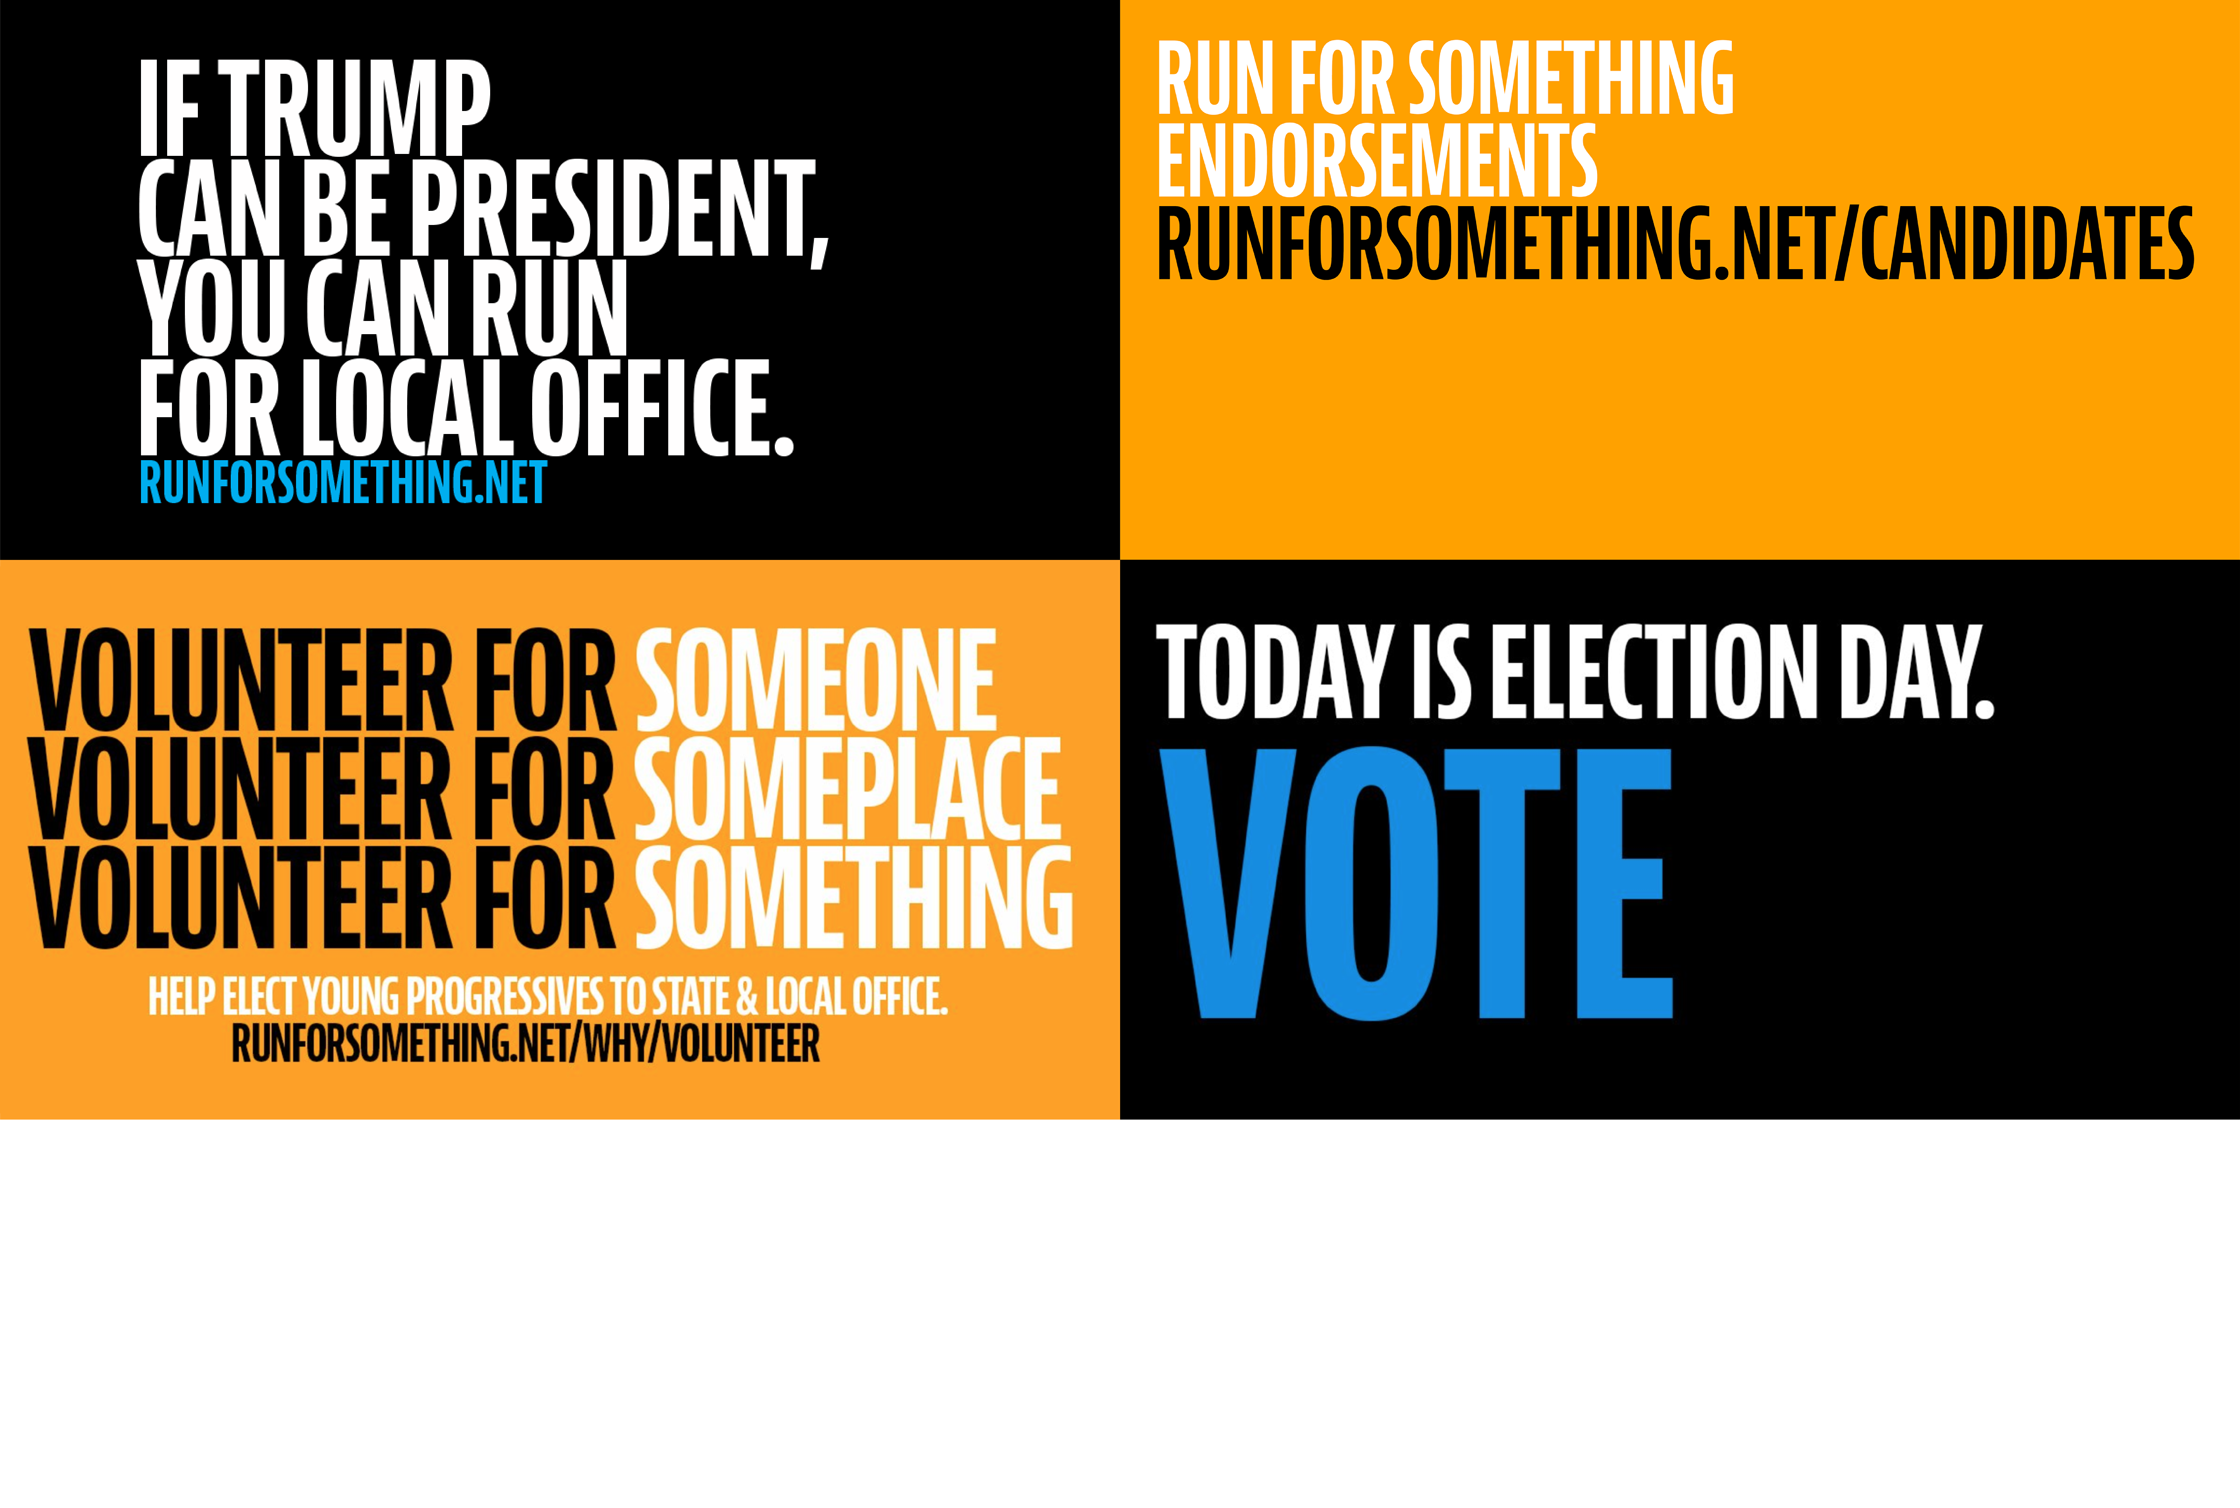 IF TRUMP
CAN BE PRESIDENT,
YOU CAN RUN
FOR LOCAL OFFICE.
RUNFORSOMETHING.NET
RUN FOR SOMETHING
ENDORSEMENTS
RUNFORSOMETHING.NET/CANDIDATES
VOLUNTEER FOR SOMEONE
VOLUNTEER FOR SOMEPLACE
VOLUNTEER FOR SOMETHING
HELP ELECT YOUNG PROGRESSIVES TO STATE & LOCAL OFFICE.
RUNFORSOMETHING.NET/WHY/VOLUNTEER
TODAY IS ELECTION DAY.
VOTE